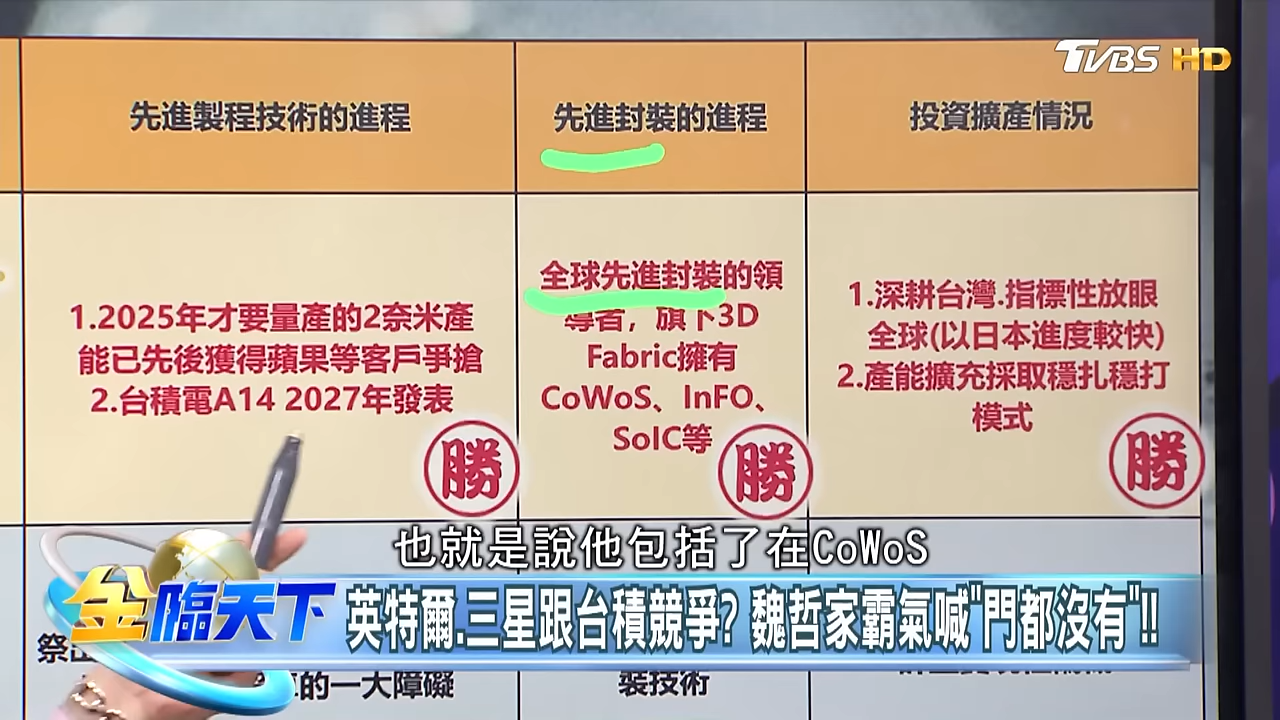 TVBS HD
先進製程技術的進程
先進封裝的進程
投資擴產情況
1.2025年才要量產的2奈米產
能已先後獲得蘋果等客戶爭搶
2.台積電A14 2027年發表
勝
全球先進封裝的領
導者，旗下3D
Fabric擁有
CoWoS、InFO、
SoIC等
勝
1.深耕台灣.指標性放眼
全球(以日本進度較快)
2.產能擴充採取穩扎穩打
模式
勝
也就是說他包括了在CoWoS
金臨天下
英特爾.三星跟台積競爭? 魏哲家霸氣喊"門都沒有"!!
祭出
的一大障礙
裝技術